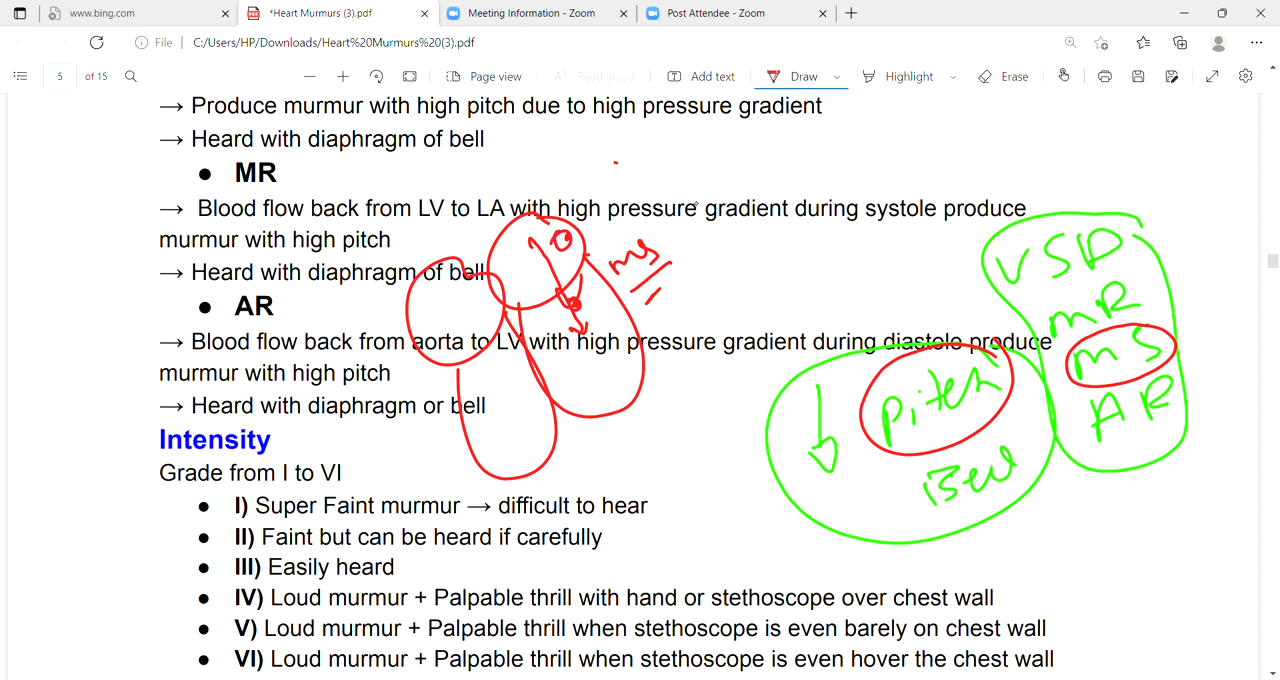 www.bing.com
*Heart Murmurs (3).pdf
Meeting Information - Zoom
Post Attendee - Zoom
File
C:/Users/HP/Downloads/Heart%20Murmurs%20(3).pdf
5 of 15
Page view
Read aloud
Add text
Draw
Highlight
Erase
→ Produce murmur with high pitch due to high pressure gradient
→ Heard with diaphragm of bell
● MR
→ Blood flow back from LV to LA with high pressure gradient during systole produce
murmur with high pitch
→ Heard with diaphragm of bell
● AR
→ Blood flow back from aorta to LV with high pressure gradient during diastole produce
murmur with high pitch
→ Heard with diaphragm or bell
Intensity
Grade from I to VI
● I) Super Faint murmur → difficult to hear
● II) Faint but can be heard if carefully
● III) Easily heard
● IV) Loud murmur + Palpable thrill with hand or stethoscope over chest wall
● V) Loud murmur + Palpable thrill when stethoscope is even barely on chest wall
● VI) Loud murmur + Palpable thrill when stethoscope is even hover the chest wall
ms
VSD
MR
MS
AR
↓ pitch
Bell